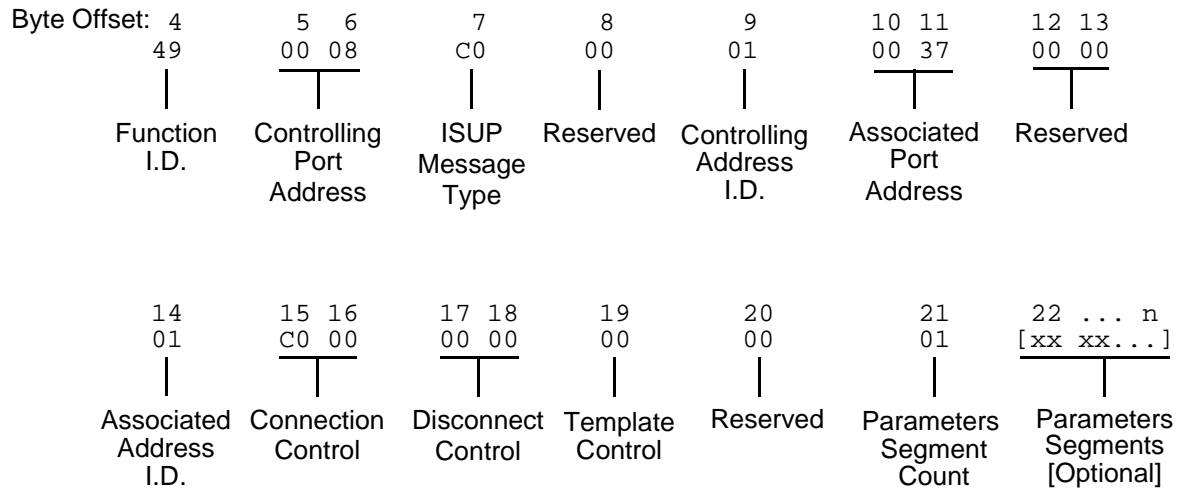 Byte Offset: 4 5 6 7 8 9 10 11 12 13
49 00 08 C0 00 01 00 37 00 00
Function Controlling ISUP Reserved Controlling Associated Reserved
I.D. Port Message Address Port
Address Type I.D. Address
14 15 16 17 18 19 20 21 22 ... n
01 C0 00 00 00 00 00 01 [xx xx...]
Associated Connection Disconnect Template Reserved Parameters Parameters
Address Control Control Control Segment Segments
I.D. Count [Optional]